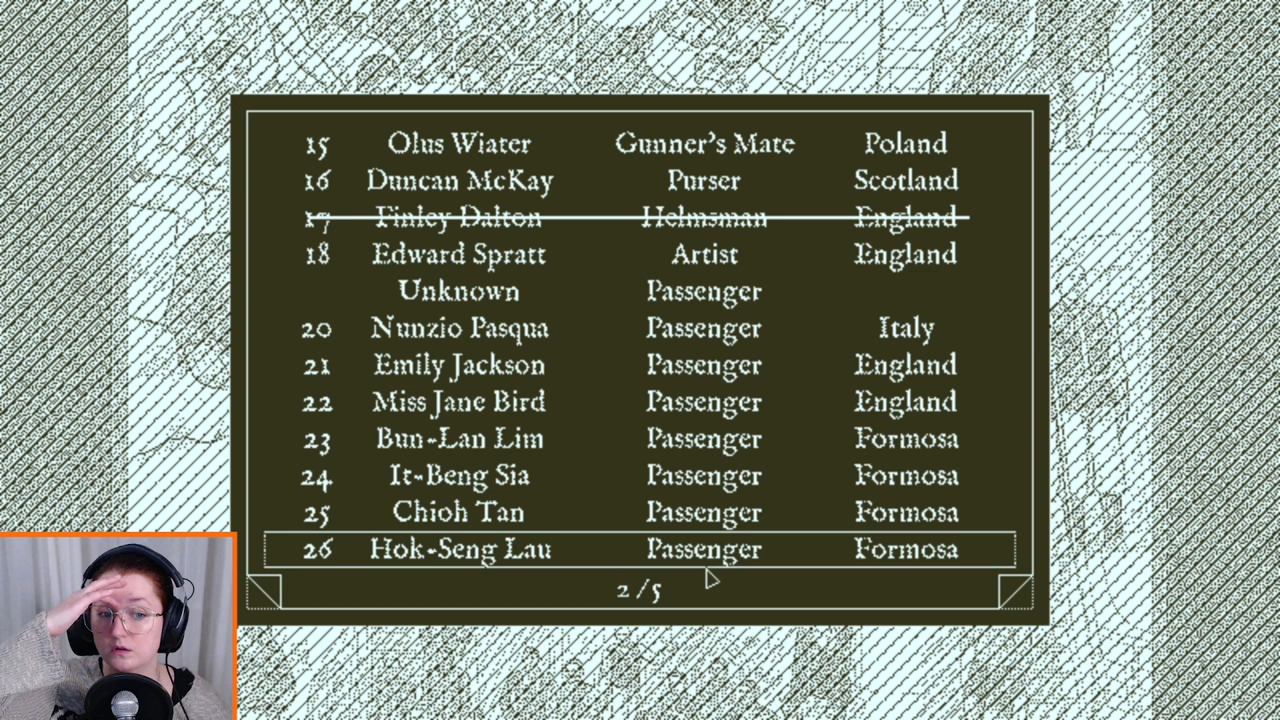 15 Olus Wiater Gunner's Mate Poland
16 Duncan McKay Purser Scotland
17 Finley Dalton Helmsman England
18 Edward Spratt Artist England
Unknown Passenger
20 Nunzio Pasqua Passenger Italy
21 Emily Jackson Passenger England
22 Miss Jane Bird Passenger England
23 Bun-Lan Lim Passenger Formosa
24 It-Beng Sia Passenger Formosa
25 Chioh Tan Passenger Formosa
26 Hok-Seng Lau Passenger Formosa
2/5